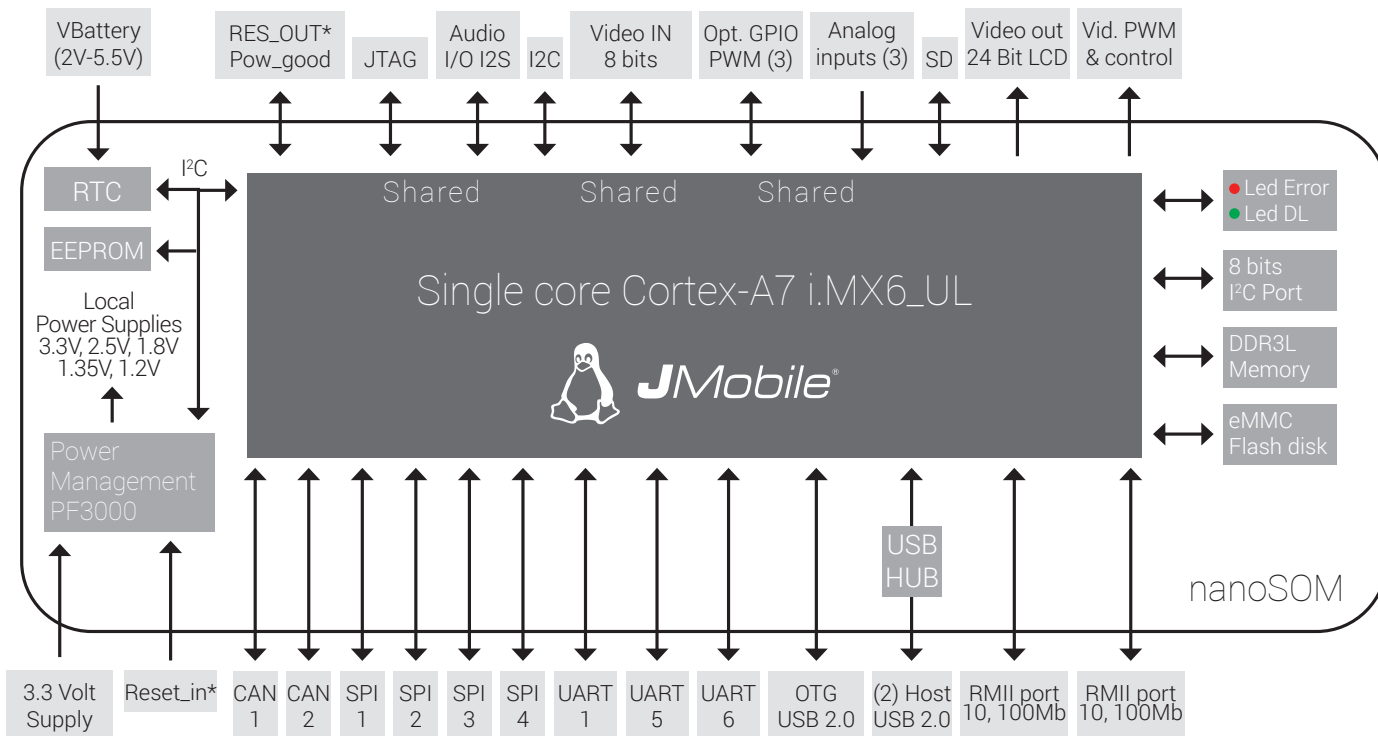 VBattery
(2V-5.5V)
RES_OUT*
Pow_good
JTAG
Audio
I/O I2S
I2C
Video IN
8 bits
Opt. GPIO
PWM (3)
Analog
inputs (3)
SD
Video out
24 Bit LCD
Vid. PWM
& control
RTC
I²C
EEPROM
Local
Power Supplies
3.3V, 2.5V, 1.8V
1.35V, 1.2V
Power
Management
PF3000
Shared
Shared
Shared
Single core Cortex-A7 i.MX6_UL
JMobile®
Led Error
Led DL
8 bits
I²C Port
DDR3L
Memory
eMMC
Flash disk
USB
HUB
nanoSOM
3.3 Volt
Supply
Reset_in*
CAN
1
CAN
2
SPI
1
SPI
2
SPI
3
SPI
4
UART
1
UART
5
UART
6
OTG
USB 2.0
(2) Host
USB 2.0
RMII port
10, 100Mb
RMII port
10, 100Mb